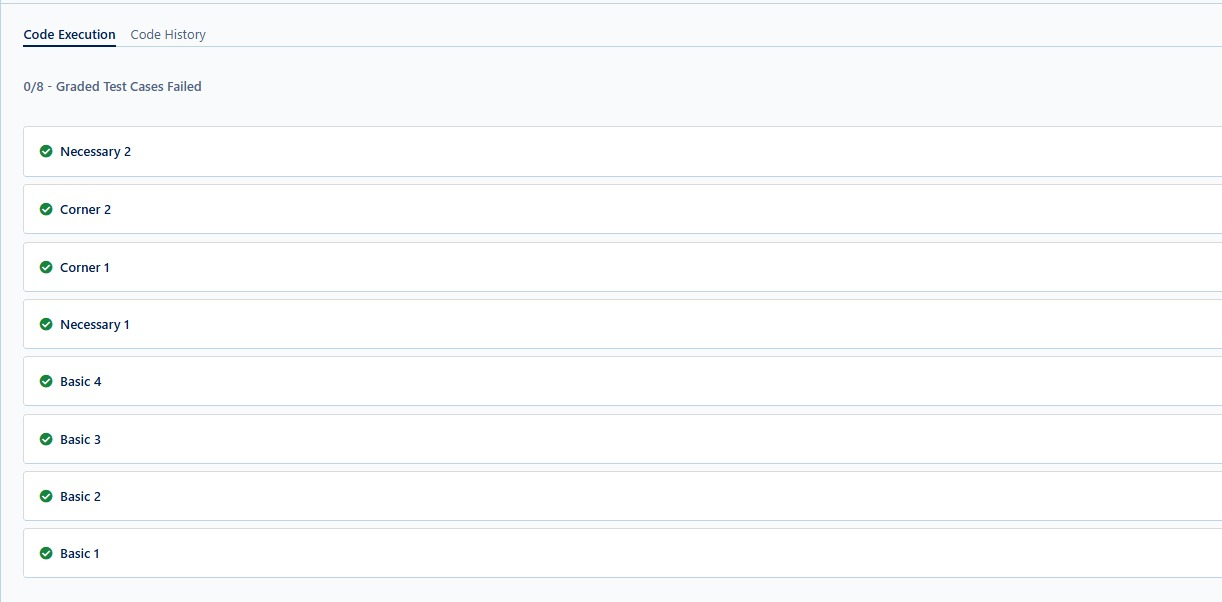 Code Execution Code History
0/8 - Graded Test Cases Failed
Necessary 2
Corner 2
Corner 1
Necessary 1
Basic 4
Basic 3
Basic 2
Basic 1